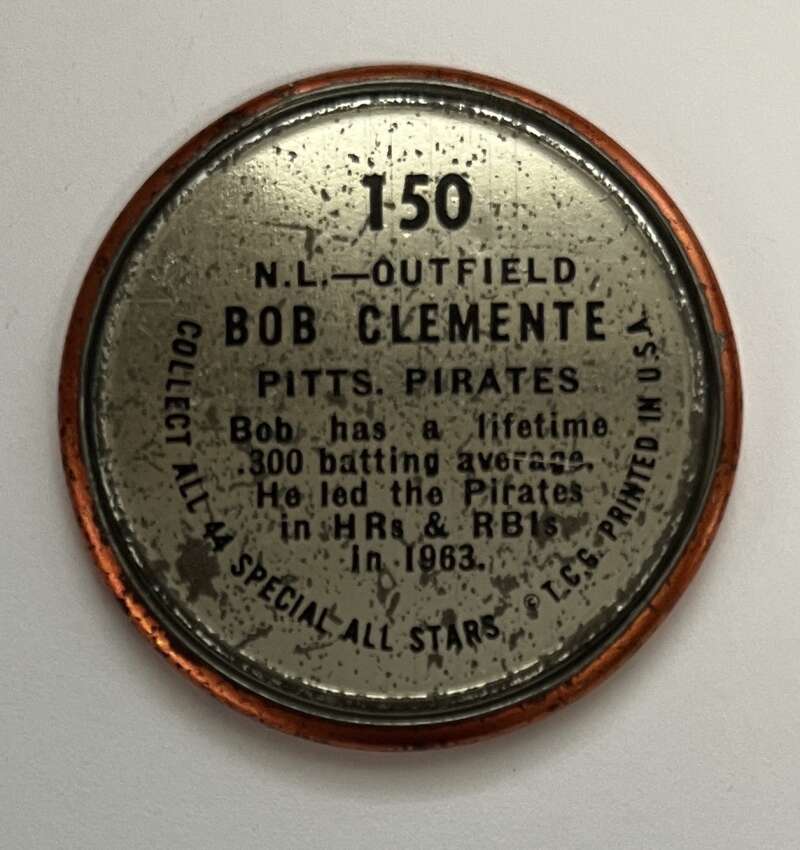 150
N.L.—OUTFIELD
BOB CLEMENTE
PITTS. PIRATES
Bob has a lifetime
.300 batting average.
He led the Pirates
in HRs & RBIs
in 1963.
COLLECT ALL 44 SPECIAL ALL STARS
© T.C.G. PRINTED IN U.S.A.